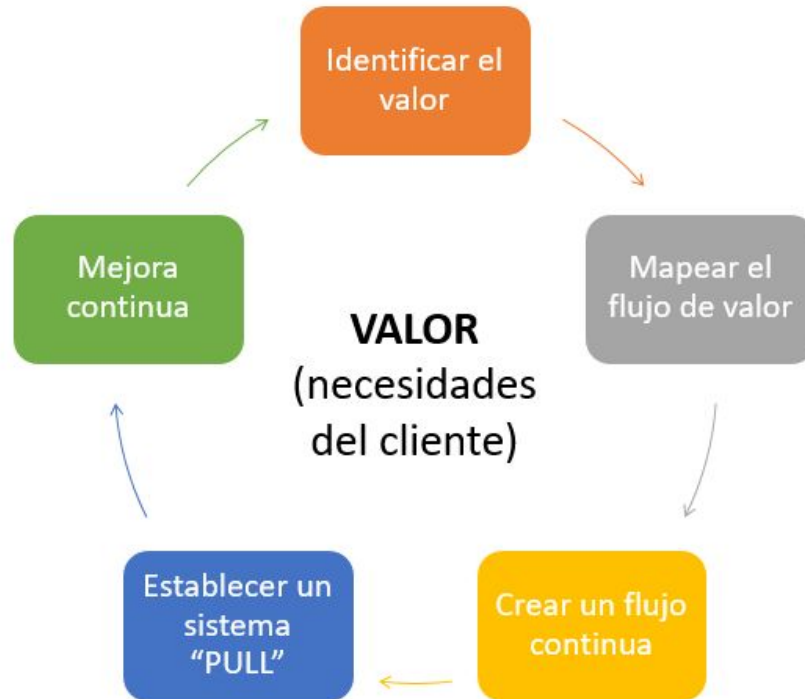 Identificar el
valor
Mapear el
flujo de valor
Crear un flujo
continua
Establecer un
sistema
“PULL”
Mejora
continua
VALOR
(necesidades
del cliente)